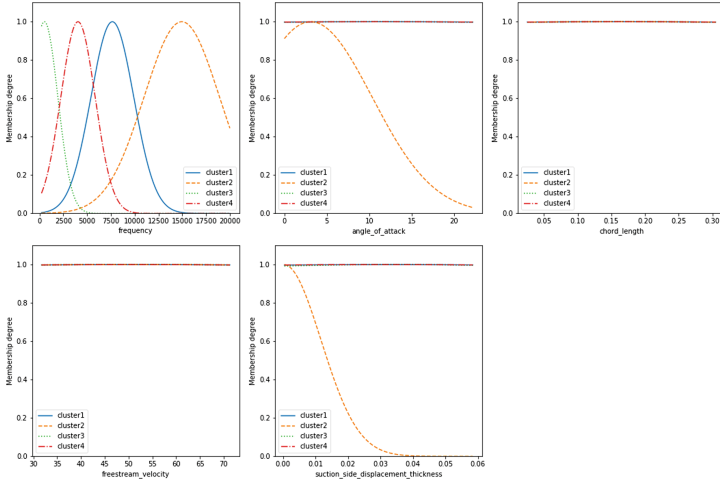 1.0
0.8
0.6
0.4
0.2
0.0
Membership degree
cluster1
cluster2
cluster3
cluster4
0 2500 5000 7500 10000 12500 15000 17500 20000
frequency
1.0
0.8
0.6
0.4
0.2
0.0
Membership degree
cluster1
cluster2
cluster3
cluster4
0 5 10 15 20
angle_of_attack
1.0
0.8
0.6
0.4
0.2
0.0
Membership degree
cluster1
cluster2
cluster3
cluster4
0.05 0.10 0.15 0.20 0.25 0.30
chord_length
1.0
0.8
0.6
0.4
0.2
0.0
Membership degree
cluster1
cluster2
cluster3
cluster4
30 35 40 45 50 55 60 65 70
freestream_velocity
1.0
0.8
0.6
0.4
0.2
0.0
Membership degree
cluster1
cluster2
cluster3
cluster4
0.00 0.01 0.02 0.03 0.04 0.05 0.06
suction_side_displacement_thickness